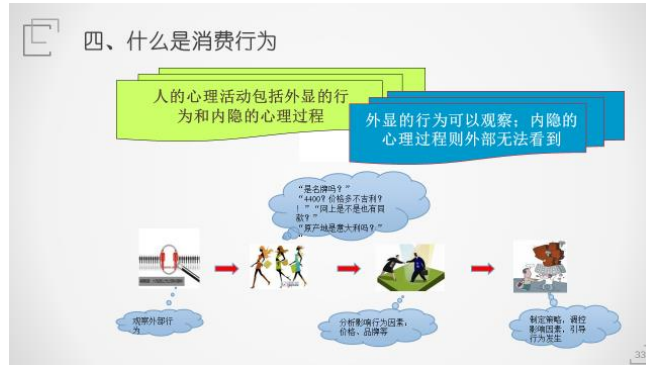 四、什么是消费行为
人的心理活动包括外显的行
为和内隐的心理过程
外显的行为可以观察；内隐的
心理过程则外部无法看到
“是名牌吗？”
“4400？价格多不吉利？
！”“网上是不是也有同
款？”
“原产地是意大利吗？”
观察外部行
为
分析影响行为因素：
价格、品牌等
制定策略，调控
影响因素，引导
行为发生
33